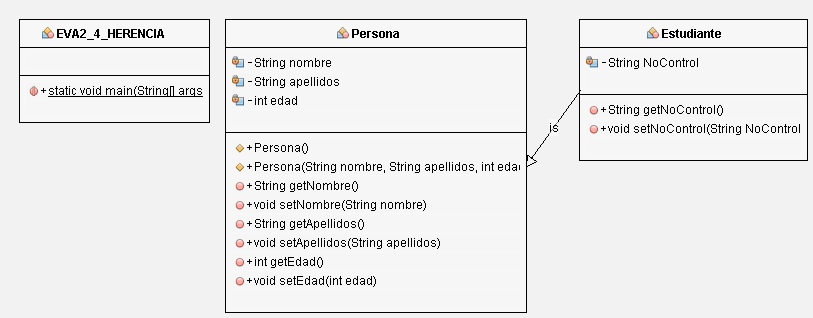 EVA2_4_HERENCIA
+ static void main(String[] args
Persona
- String nombre
- String apellidos
- int edad
+ Persona()
+ Persona(String nombre, String apellidos, int edad
+ String getNombre()
+ void setNombre(String nombre)
+ String getApellidos()
+ void setApellidos(String apellidos)
+ int getEdad()
+ void setEdad(int edad)
is
Estudiante
- String NoControl
+ String getNoControl()
+ void setNoControl(String NoControl